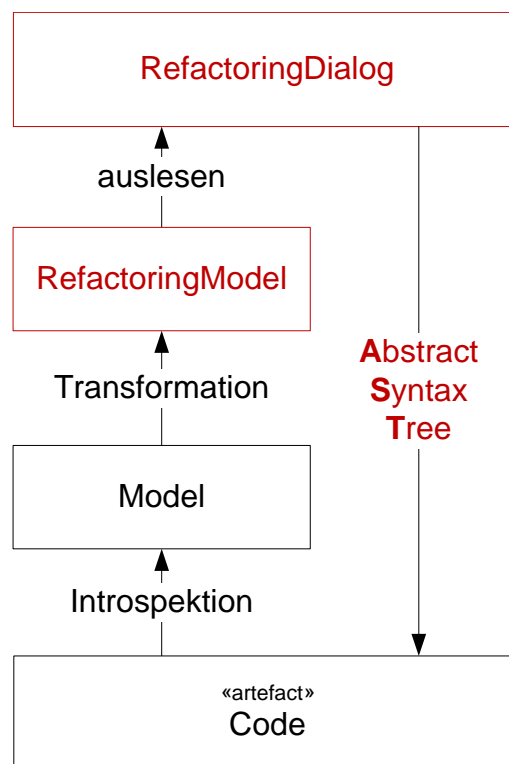 RefactoringDialog
auslesen
RefactoringModel
Transformation
Abstract
Syntax
Tree
Model
Introspektion
«artefact»
Code